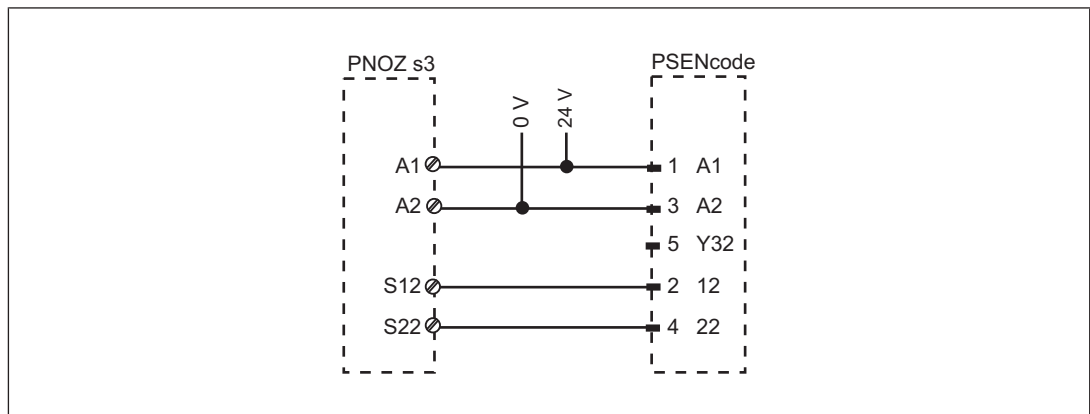 PNOZ s3
PSENcode
0 V
24 V
A1
1 A1
A2
3 A2
5 Y32
S12
2 12
S22
4 22